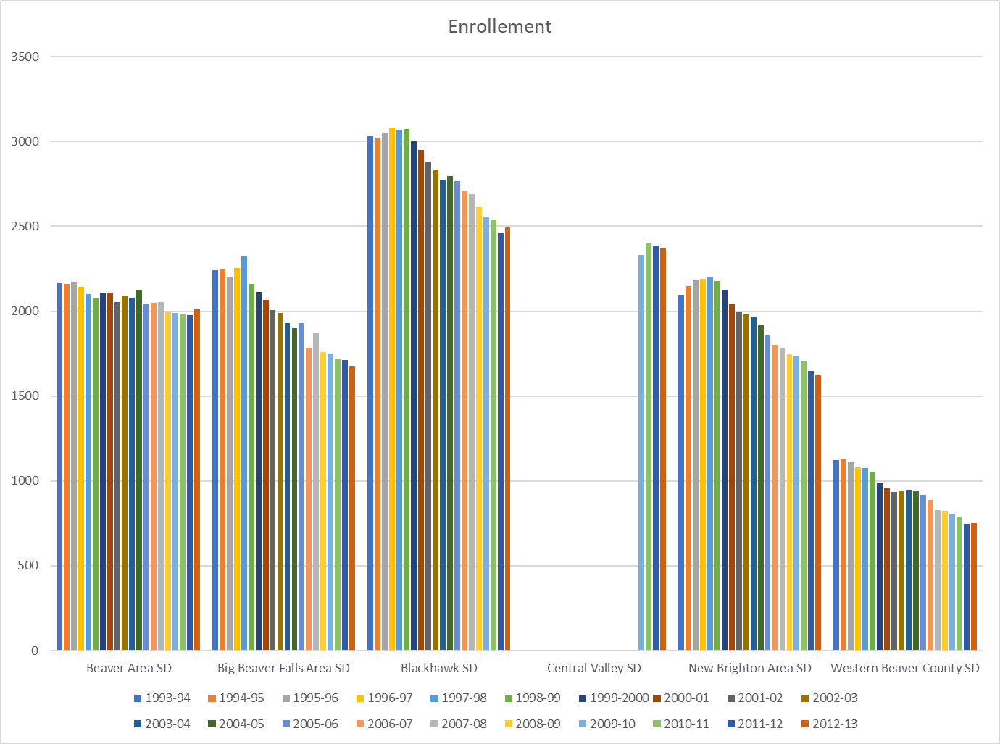 Enrollement
3500
3000
2500
2000
1500
1000
500
0
Beaver Area SD Big Beaver Falls Area SD Blackhawk SD Central Valley SD New Brighton Area SD Western Beaver County SD
1993-94 1994-95 1995-96 1996-97 1997-98 1998-99 1999-2000 2000-01 2001-02 2002-03
2003-04 2004-05 2005-06 2006-07 2007-08 2008-09 2009-10 2010-11 2011-12 2012-13